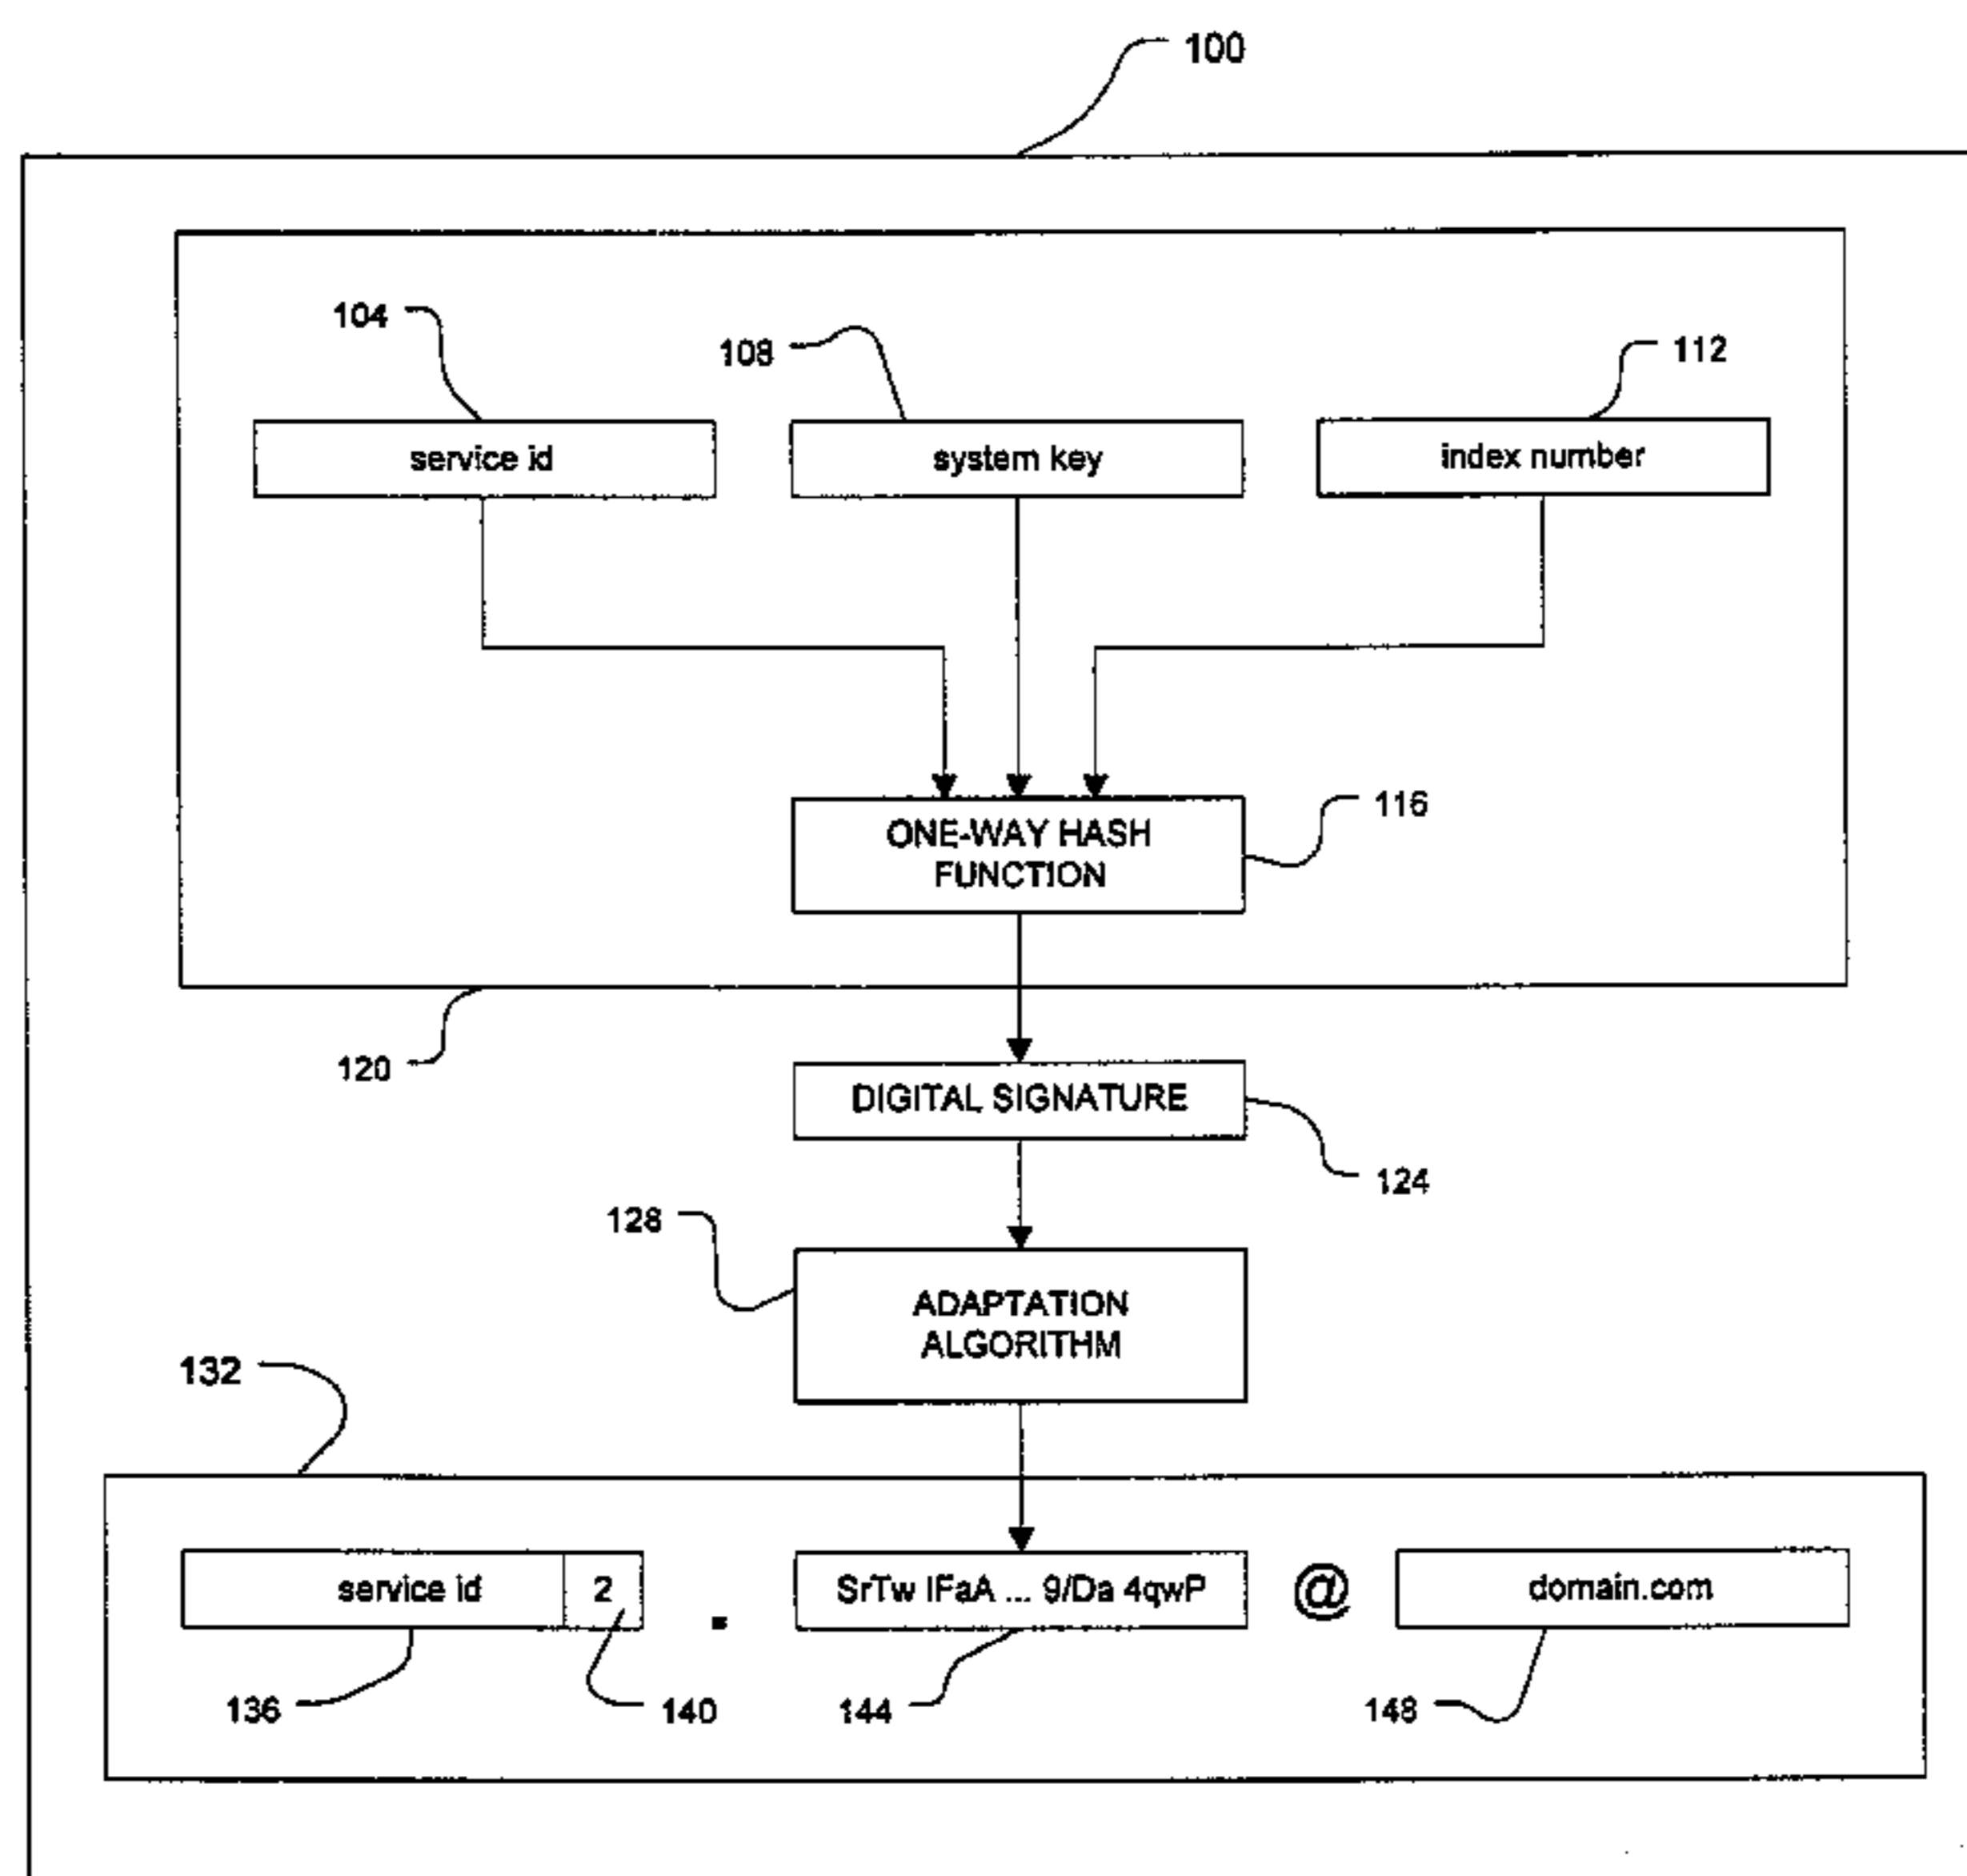 100
104
108
112
service id
system key
index number
ONE-WAY HASH
FUNCTION
116
120
DIGITAL SIGNATURE
124
128
ADAPTATION
ALGORITHM
132
service id 2 . SrTw IFaA ... 9/Da 4qwP @ domain.com
136
140
144
148